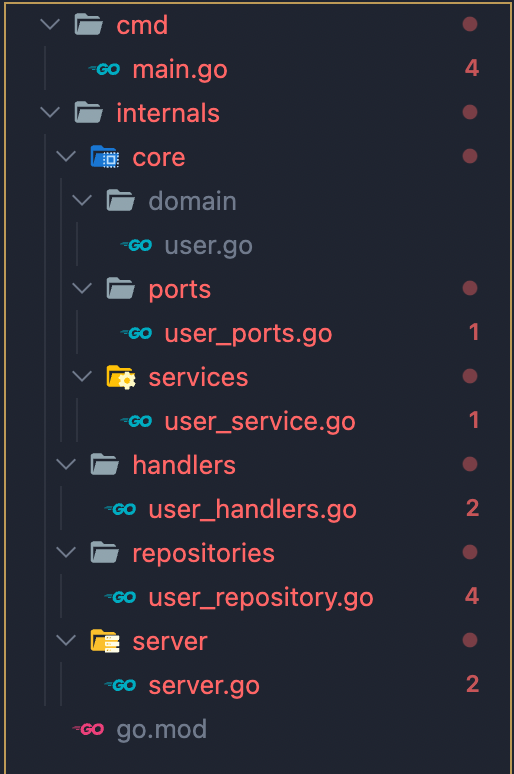 cmd
GO main.go 4
internals
core
domain
GO user.go
ports
GO user_ports.go 1
services
GO user_service.go 1
handlers
GO user_handlers.go 2
repositories
GO user_repository.go 4
server
GO server.go 2
GO go.mod